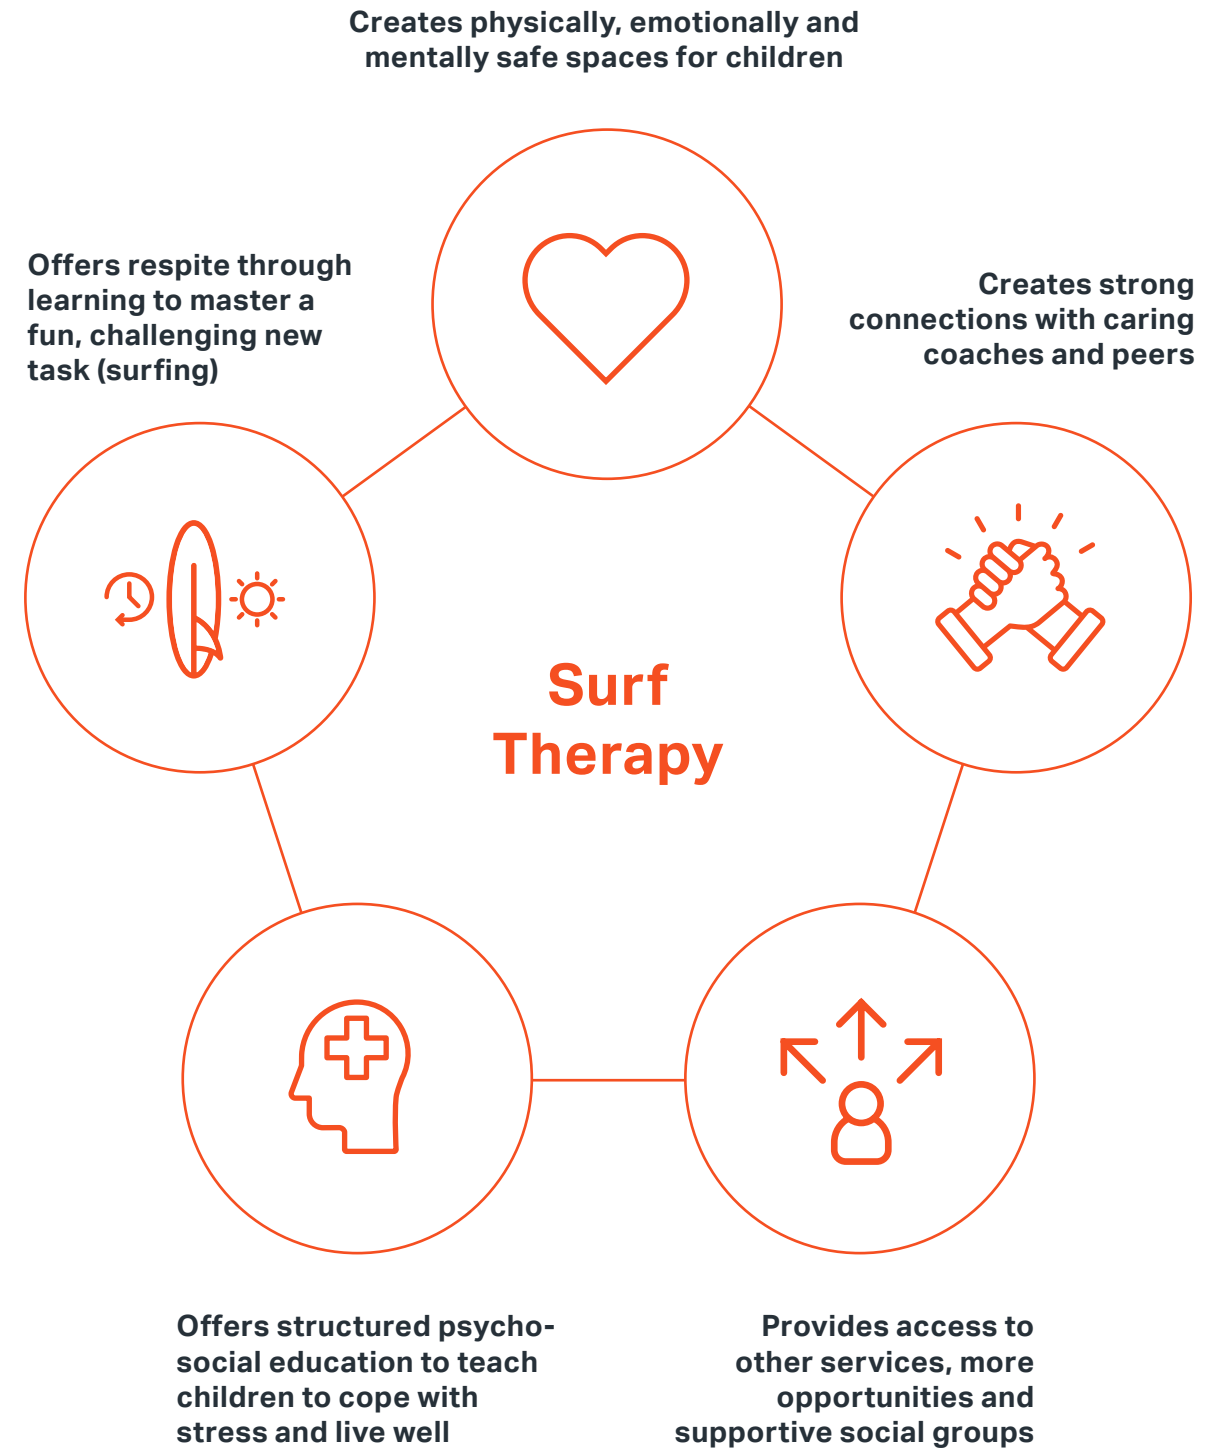 Creates physically, emotionally and
mentally safe spaces for children
Offers respite through
learning to master a
fun, challenging new
task (surfing)
Creates strong
connections with caring
coaches and peers
Surf
Therapy
Offers structured psycho-
social education to teach
children to cope with
stress and live well
Provides access to
other services, more
opportunities and
supportive social groups